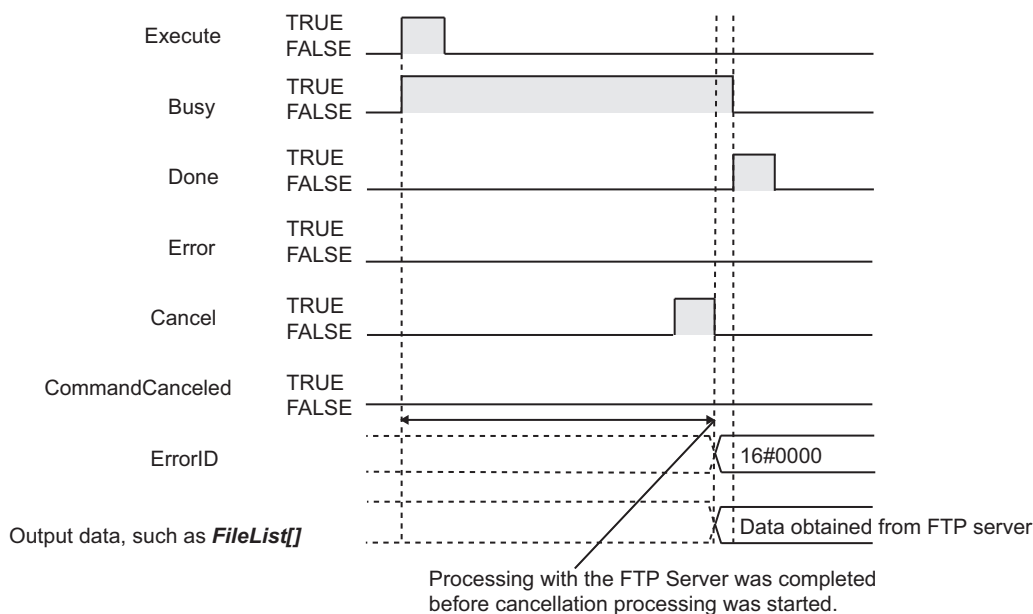 Execute
TRUE
FALSE
Busy
TRUE
FALSE
Done
TRUE
FALSE
Error
TRUE
FALSE
Cancel
TRUE
FALSE
CommandCanceled
TRUE
FALSE
ErrorID
16#0000
Output data, such as FileList[]
Data obtained from FTP server
Processing with the FTP Server was completed
before cancellation processing was started.